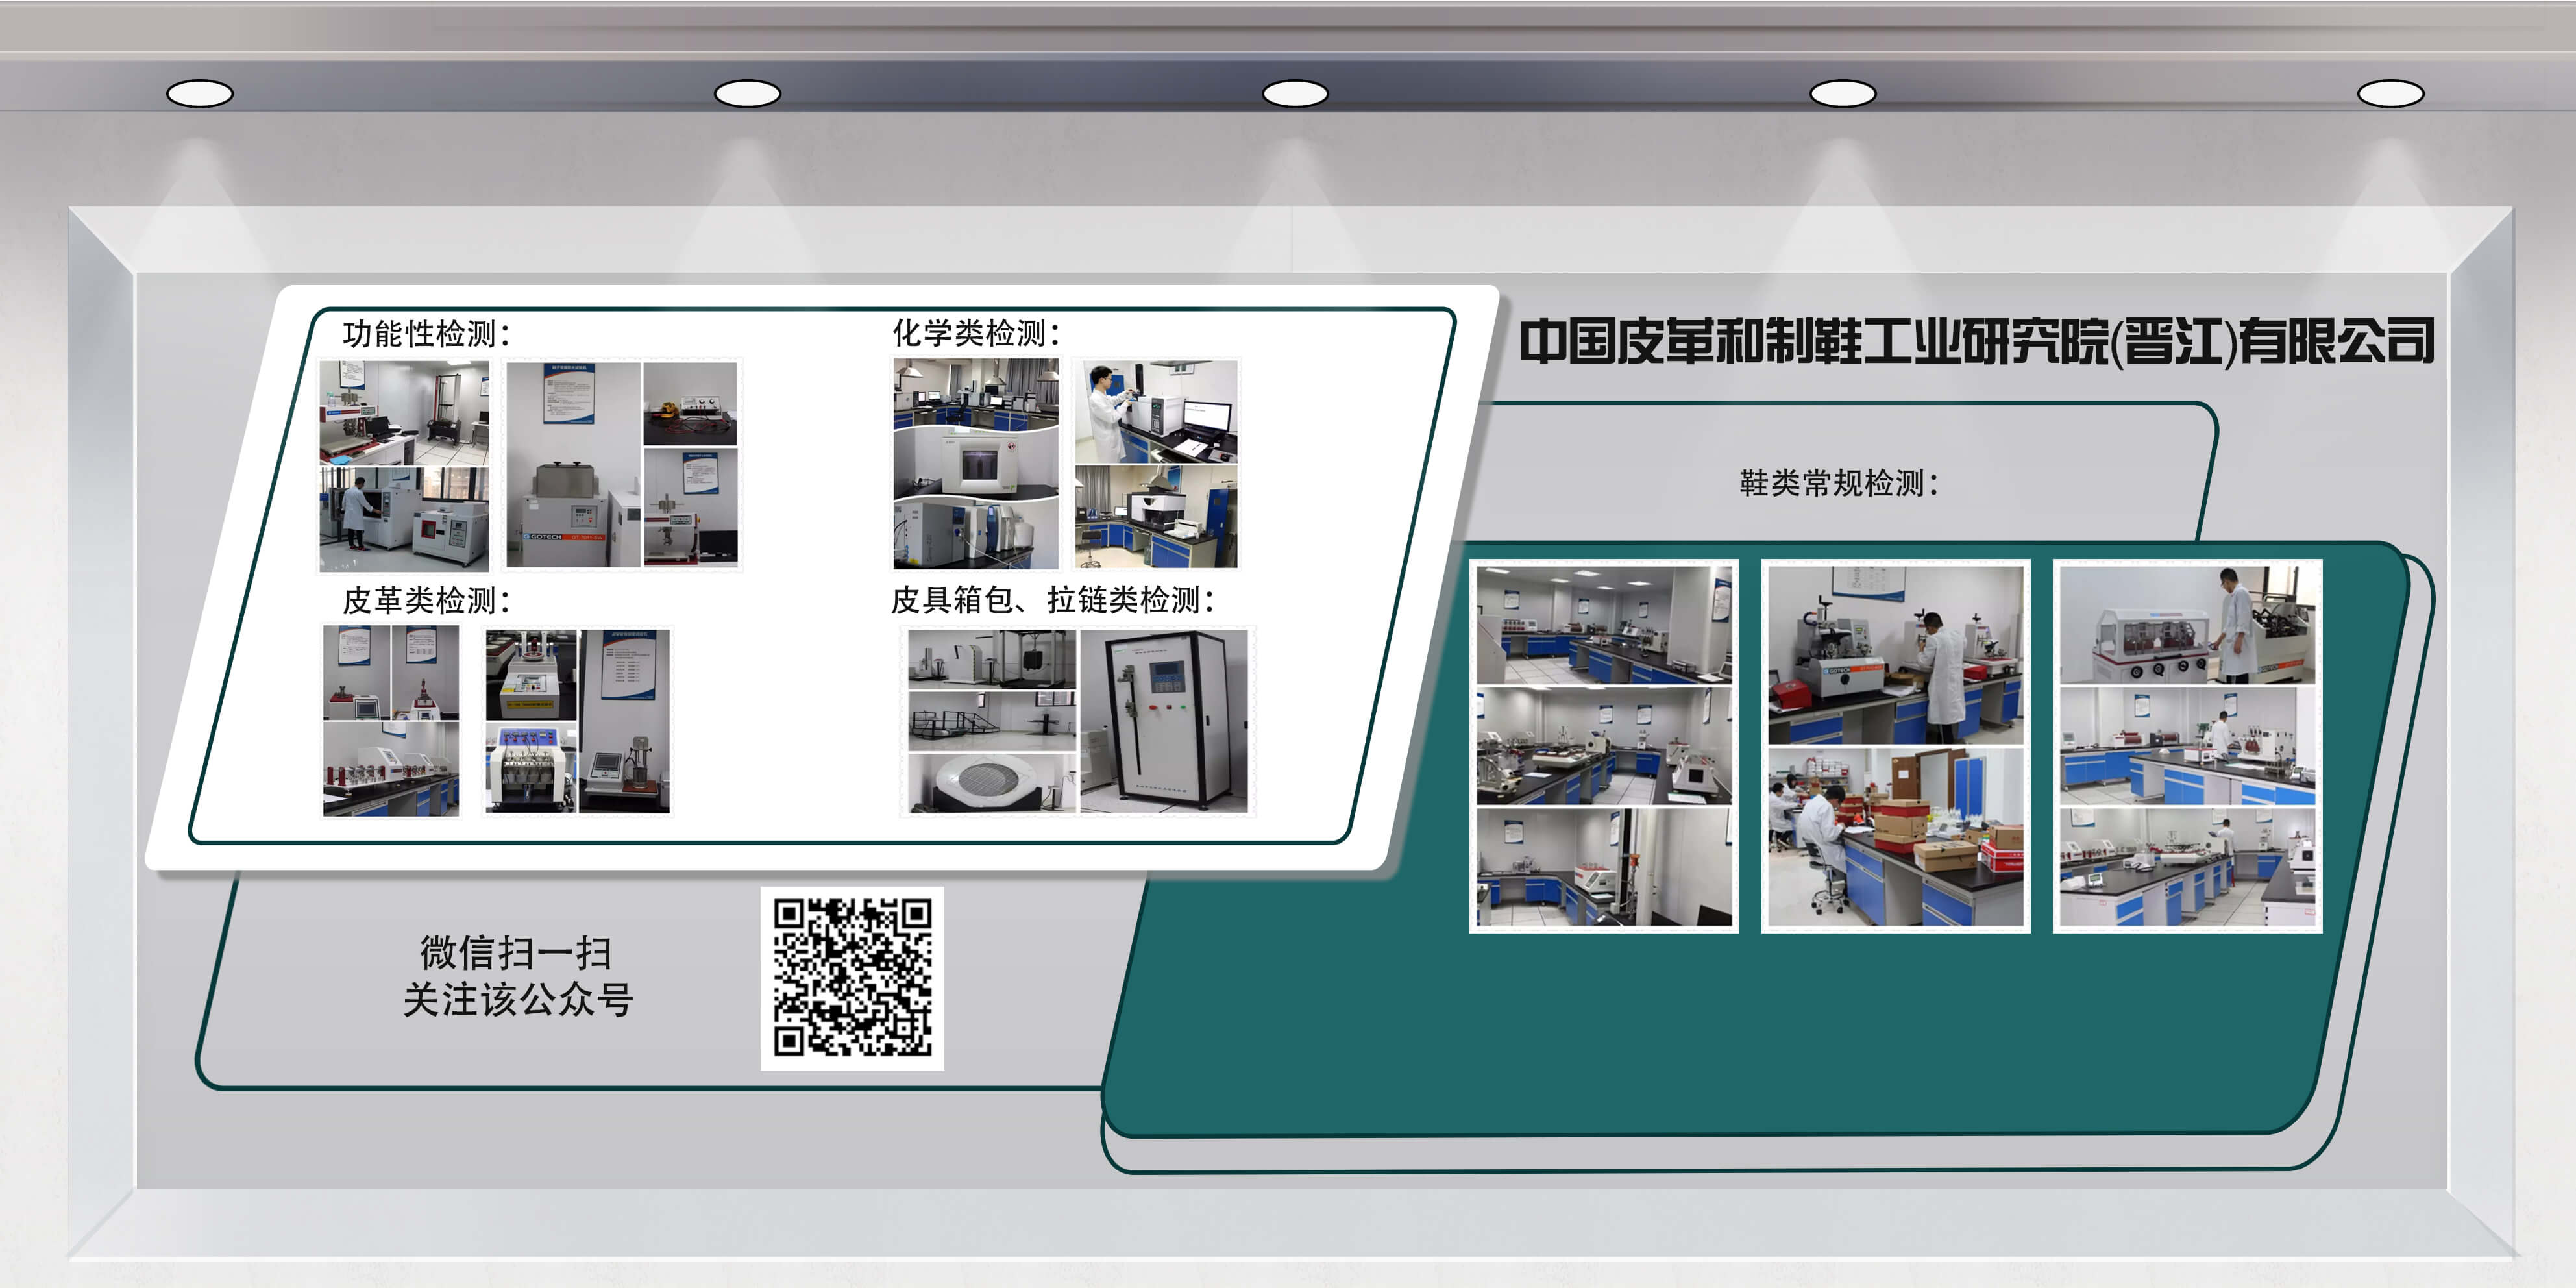 中国皮革和制鞋工业研究院(晋江)有限公司
功能性检测：
化学类检测：
GOTECH
皮革类检测：
皮具箱包、拉链类检测：
鞋类常规检测：
GOTECH
GOTECH
微信扫一扫
关注该公众号